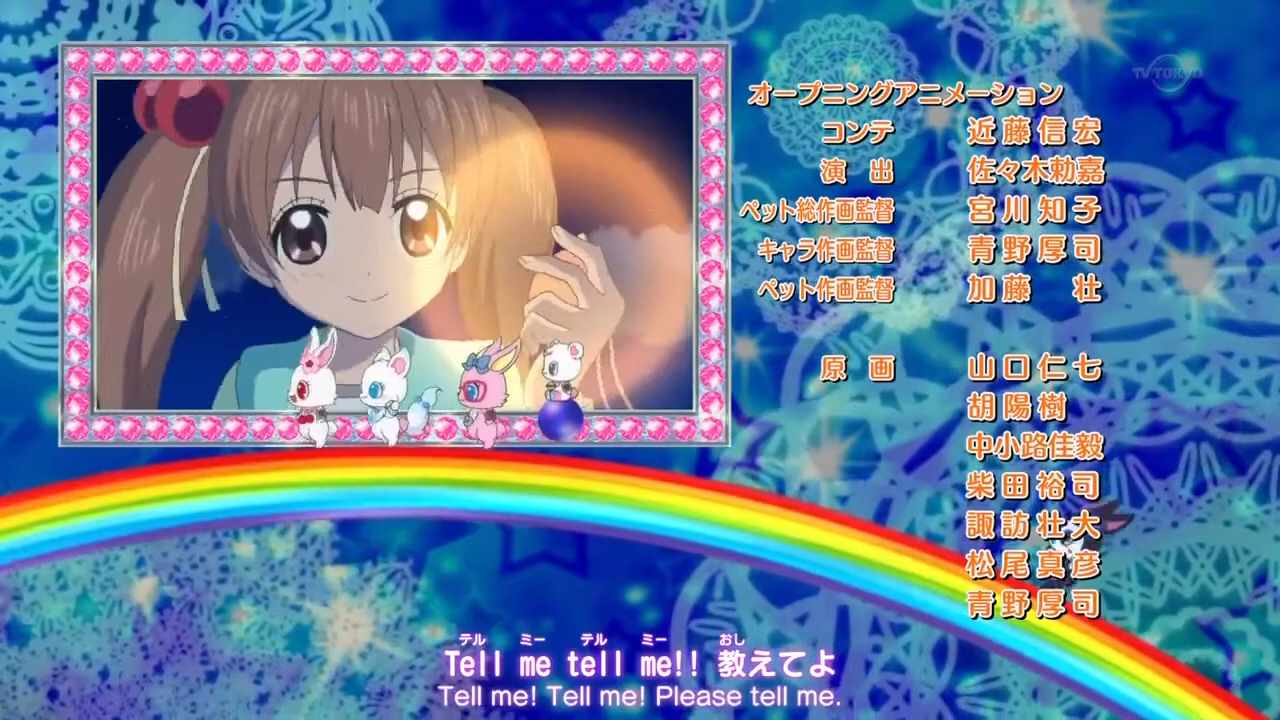 TV TOKYO
オープニングアニメーション
コンテ 近藤信宏
演出 佐々木勅嘉
ペット総作画監督 宮川知子
キャラ作画監督 青野厚司
ペット作画監督 加藤 壮
原画 山口仁七
胡陽樹
中小路佳毅
柴田裕司
諏訪壮大
松尾真彦
青野厚司
テル ミー テル ミー おし
Tell me tell me!! 教えてよ
Tell me! Tell me! Please tell me.